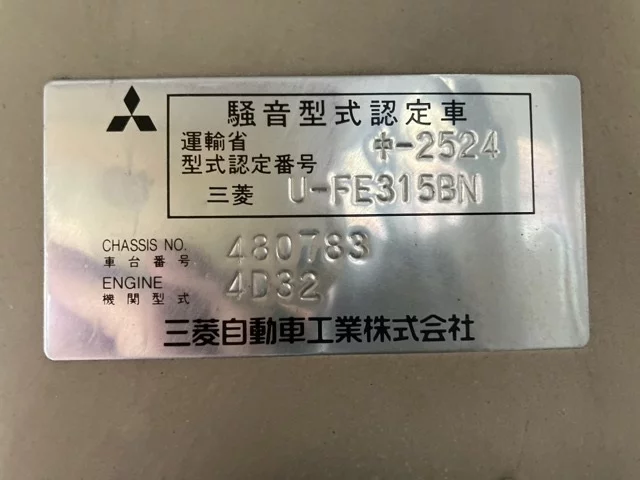 騒音型式認定車
運輸省
型式認定番号 中-2524
三菱 U-FE315BN
CHASSIS NO. 480783
車台番号
ENGINE 4D32
機関型式
三菱自動車工業株式会社